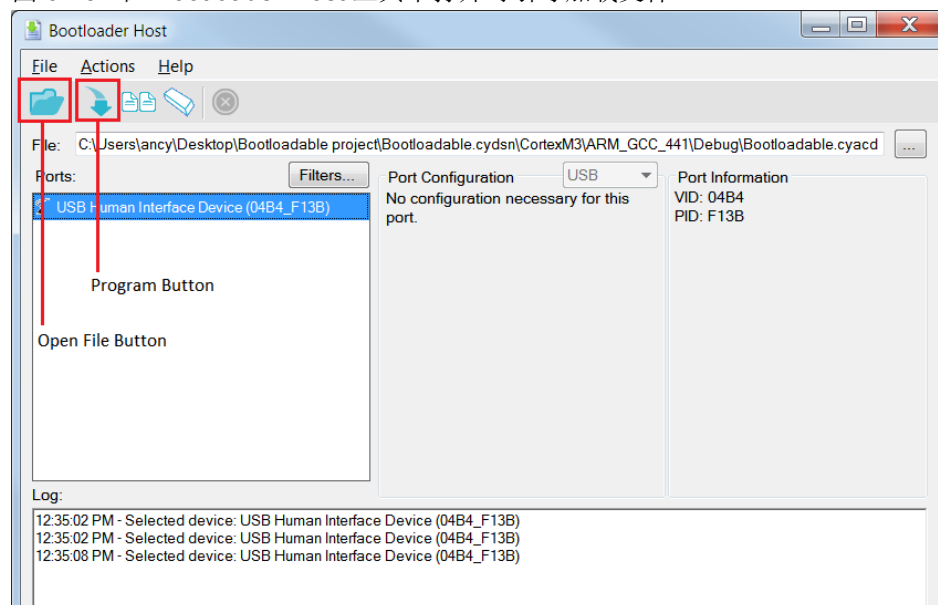 Bootloader Host
File Actions Help
File: C:\Users\ancy\Desktop\Bootloadable project\Bootloadable.cydsn\CortexM3\ARM_GCC_441\Debug\Bootloadable.cyacd ...
Ports: Filters... Port Configuration USB Port Information
USB Human Interface Device (04B4_F13B) No configuration necessary for this port. VID: 04B4
PID: F13B
Program Button
Open File Button
Log:
12:35:02 PM - Selected device: USB Human Interface Device (04B4_F13B)
12:35:02 PM - Selected device: USB Human Interface Device (04B4_F13B)
12:35:08 PM - Selected device: USB Human Interface Device (04B4_F13B)